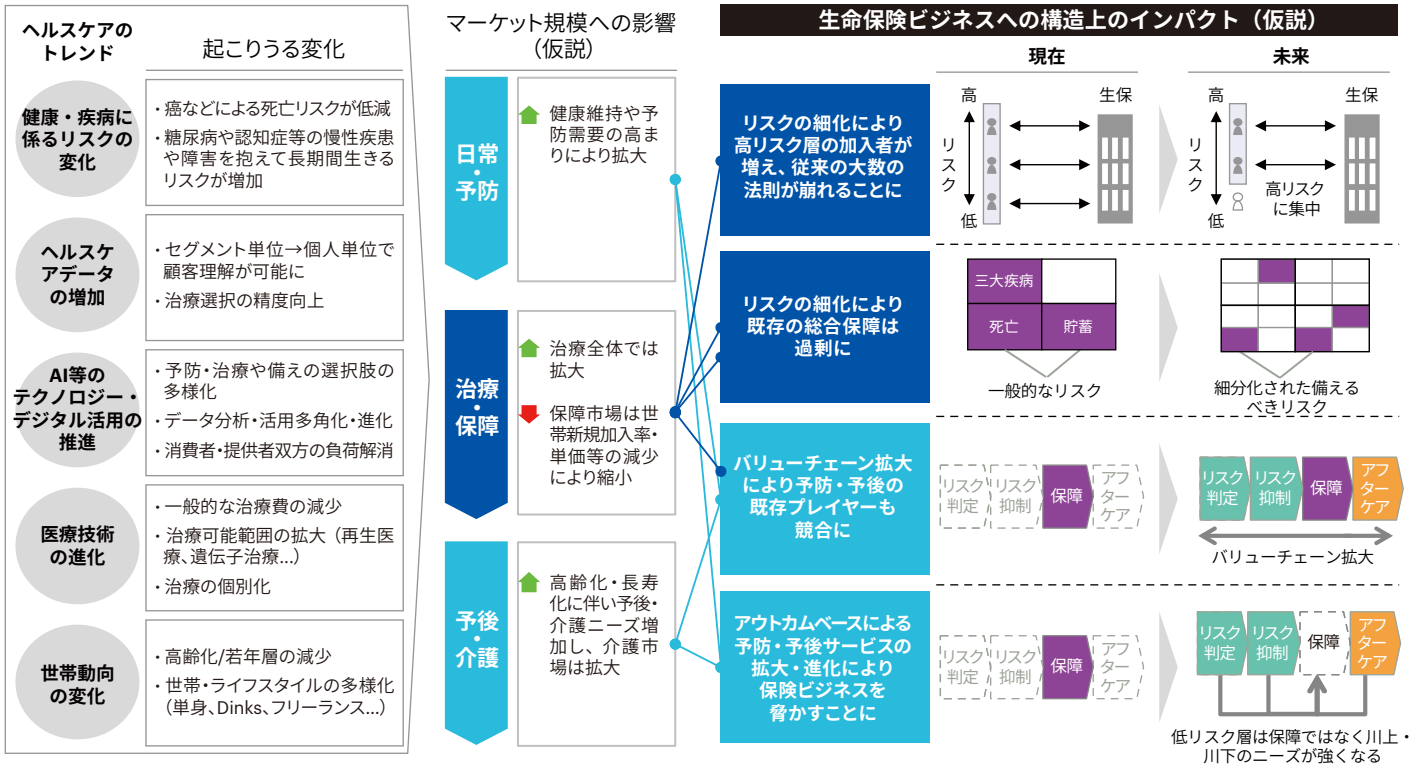 ヘルスケアの
トレンド
起こりうる変化
健康・疾病に
係るリスクの
変化
・癌などによる死亡リスクが低減
・糖尿病や認知症等の慢性疾患
や障害を抱えて長期間生きる
リスクが増加
ヘルスケ
アデータ
の増加
・セグメント単位→個人単位で
顧客理解が可能に
・治療選択の精度向上
AI等の
テクノロジー・
デジタル活用の
推進
・予防・治療や備えの選択肢の
多様化
・データ分析・活用多角化・進化
・消費者・提供者双方の負荷解消
医療技術
の進化
・一般的な治療費の減少
・治療可能範囲の拡大（再生医
療、遺伝子治療...）
・治療の個別化
世帯動向
の変化
・高齢化/若年層の減少
・世帯・ライフスタイルの多様化
（単身、Dinks、フリーランス...）
マーケット規模への影響
（仮説）
日常
・
予防
健康維持や予
防需要の高ま
りにより拡大
治療
・
保障
治療全体では
拡大
保障市場は世
帯新規加入率・
単価等の減少
により縮小
予後
・
介護
高齢化・長寿
化に伴い予後・
介護ニーズ増
加し、介護市
場は拡大
生命保険ビジネスへの構造上のインパクト（仮説）
現在
未来
リスクの細化により
高リスク層の加入者が
増え、従来の大数の
法則が崩れることに
高
生保
リスク
低
高
生保
リスク
高リスク
に集中
低
リスクの細化により
既存の総合保障は
過剰に
三大疾病
死亡
貯蓄
一般的なリスク
細分化された備える
べきリスク
バリューチェーン拡大
により予防・予後の
既存プレイヤーも
競合に
リスク
判定
リスク
抑制
保障
アフ
ター
ケア
リスク
判定
リスク
抑制
保障
アフ
ター
ケア
バリューチェーン拡大
アウトカムベースによる
予防・予後サービスの
拡大・進化により
保険ビジネスを
脅かすことに
リスク
判定
リスク
抑制
保障
アフ
ター
ケア
リスク
判定
リスク
抑制
保障
アフ
ター
ケア
低リスク層は保障ではなく川上・
川下のニーズが強くなる